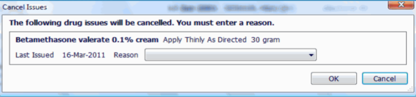 Cancel Issues
The following drug issues will be cancelled. You must enter a reason.
Betamethasone valerate 0.1% cream Apply Thinly As Directed 30 gram
Last Issued 16-Mar-2011 Reason
OK Cancel